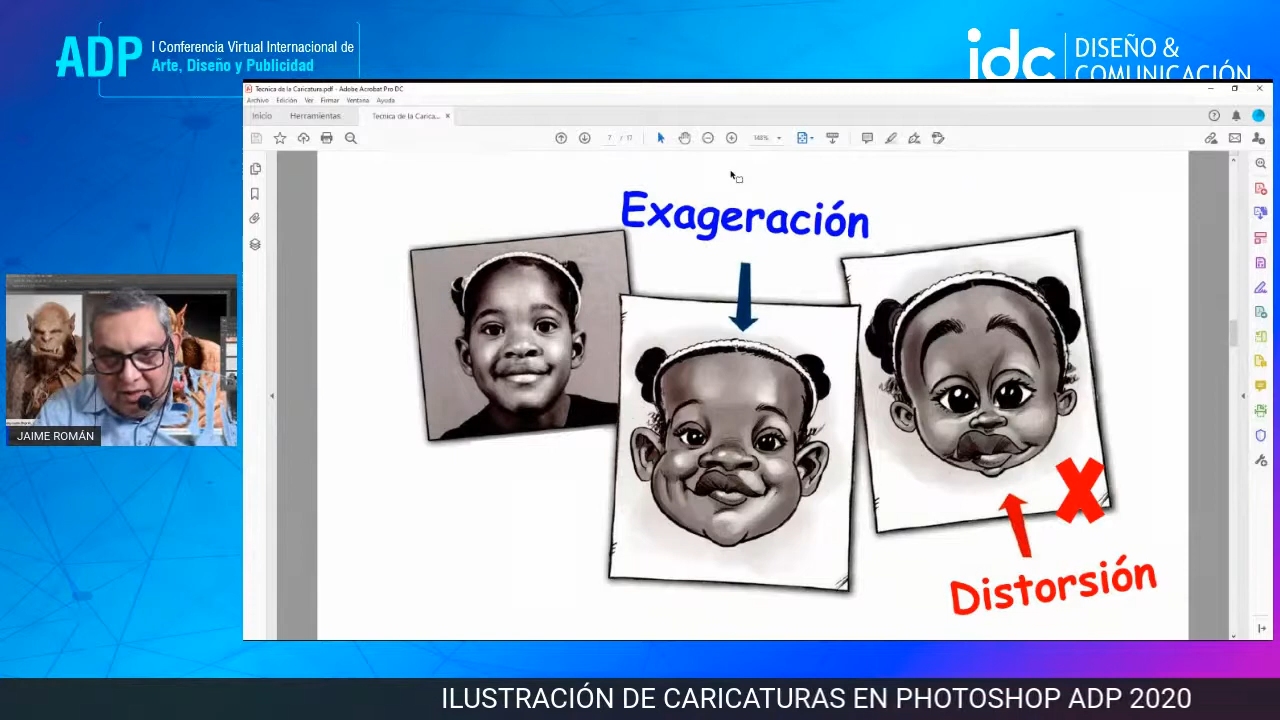 ADP
I Conferencia Virtual Internacional de
Arte, Diseño y Publicidad
idc
DISEÑO &
COMUNICACIÓN
Tecnica de la Caricatura.pdf - Adobe Acrobat Pro DC
Archivo Edición Ver Firmar Ventana Ayuda
Inicio Herramientas Tecnica de la Carica... ×
7 / 17 148%
Exageración
Distorsión
JAIME ROMÁN
ILUSTRACIÓN DE CARICATURAS EN PHOTOSHOP ADP 2020